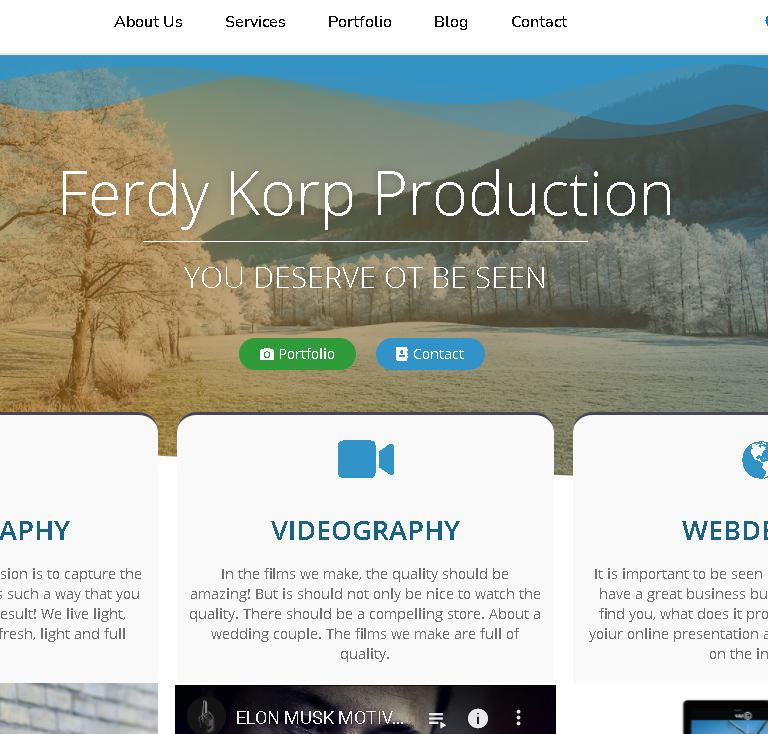 About Us Services Portfolio Blog Contact
Ferdy Korp Production
YOU DESERVE OT BE SEEN
Portfolio Contact
APHY
sion is to capture the
s such a way that you
esult! We live light,
fresh, light and full
VIDEOGRAPHY
In the films we make, the quality should be
amazing! But is should not only be nice to watch the
quality. There should be a compelling store. About a
wedding couple. The films we make are full of
quality.
WEBDE
It is important to be seen
have a great business bu
find you, what does it pro
yoiur online presentation a
on the in
ELON MUSK MOTIV...